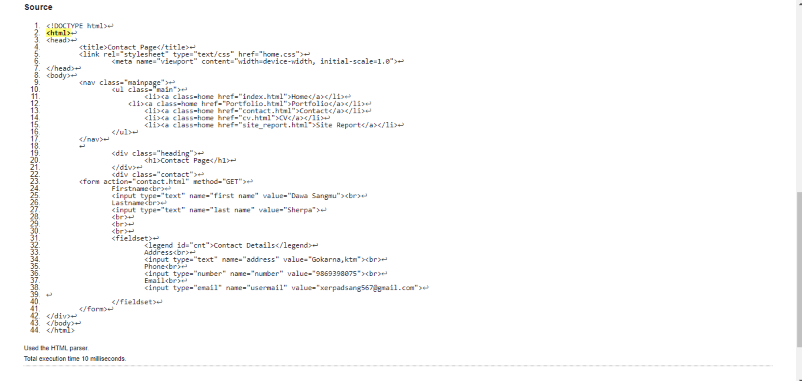 Source
1. <!DOCTYPE html>↩
2. <html>↩
3. <head>↩
4. <title>Contact Page</title>↩
5. <link rel="stylesheet" type="text/css" href="home.css">↩
6. <meta name="viewport" content="width=device-width, initial-scale=1.0">↩
7. </head>↩
8. <body>↩
9. <nav class="mainpage">↩
10. <ul class="main">↩
11. <li><a class=home href="index.html">Home</a></li>↩
12. <li><a class=home href="Portfolio.html">Portfolio</a></li>↩
13. <li><a class=home href="contact.html">Contact</a></li>↩
14. <li><a class=home href="cv.html">CV</a></li>↩
15. <li><a class=home href="site_report.html">Site Report</a></li>↩
16. </ul>↩
17. </nav>↩
18. ↩
19. <div class="heading">↩
20. <h1>Contact Page</h1>↩
21. </div>↩
22. <div class="contact">↩
23. <form action="contact.html" method="GET">↩
24. Firstname<br>↩
25. <input type="text" name="first name" value="Dawa Sangmu"><br>↩
26. Lastname<br>↩
27. <input type="text" name="last name" value="Sherpa">↩
28. <br>↩
29. <br>↩
30. <br>↩
31. <fieldset>↩
32. <legend id="cnt">Contact Details</legend>↩
33. Address<br>↩
34. <input type="text" name="address" value="Gokarna,ktm"><br>↩
35. Phone<br>↩
36. <input type="number" name="number" value="9869398075"><br>↩
37. Email<br>↩
38. <input type="email" name="usermail" value="xerpadsang567@gmail.com">↩
39. ↩
40. </fieldset>↩
41. </form>↩
42. </div>↩
43. </body>↩
44. </html>
Used the HTML parser.
Total execution time 10 milliseconds.